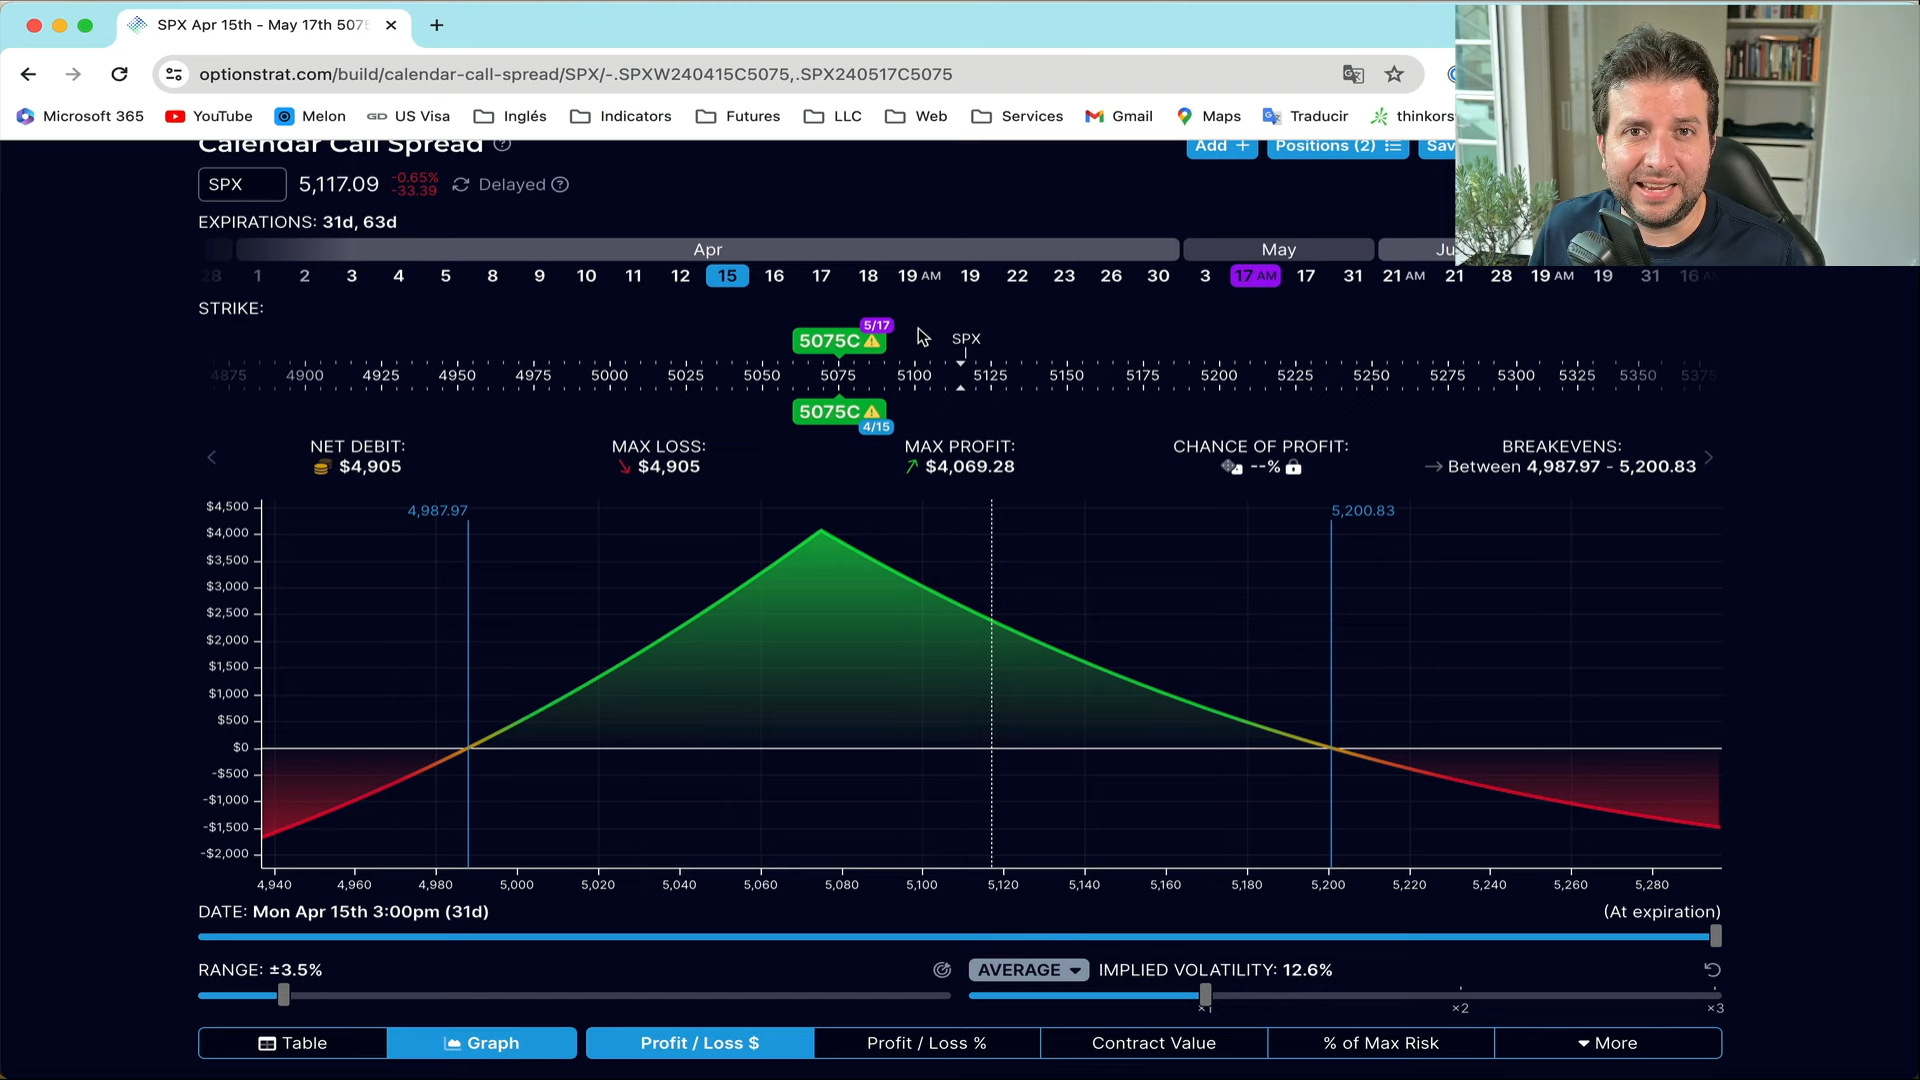 SPX Apr 15th - May 17th 507
optionstrat.com/build/calendar-call-spread/SPX/-.SPXW240415C5075,.SPX240517C5075
Microsoft 365 YouTube Melon GD US Visa Inglés Indicators Futures LLC Web Services Gmail Maps Traducir thinkors
Calendar Call Spread ? Add + Positions (2) Sav
SPX 5,117.09 -0.65% -33.39 Delayed ?
EXPIRATIONS: 31d, 63d
Apr May Ju
28 1 2 3 4 5 8 9 10 11 12 15 16 17 18 19 AM 19 22 23 26 30 3 17 AM 17 31 21 AM 21 28 19 AM 19 31 16 AM
STRIKE:
5/17
5075C SPX
4875 4900 4925 4950 4975 5000 5025 5050 5075 5100 5125 5150 5175 5200 5225 5250 5275 5300 5325 5350 5375
5075C
4/15
NET DEBIT: MAX LOSS: MAX PROFIT: CHANCE OF PROFIT: BREAKEVENS:
$4,905 $4,905 $4,069.28 --% Between 4,987.97 - 5,200.83
$4,500
4,987.97 5,200.83
$4,000
$3,500
$3,000
$2,500
$2,000
$1,500
$1,000
$500
$0
-$500
-$1,000
-$1,500
-$2,000
4,940 4,960 4,980 5,000 5,020 5,040 5,060 5,080 5,100 5,120 5,140 5,160 5,180 5,200 5,220 5,240 5,260 5,280
DATE: Mon Apr 15th 3:00pm (31d) (At expiration)
RANGE: ±3.5% AVERAGE IMPLIED VOLATILITY: 12.6%
×1 ×2 ×3
Table Graph Profit / Loss $ Profit / Loss % Contract Value % of Max Risk More